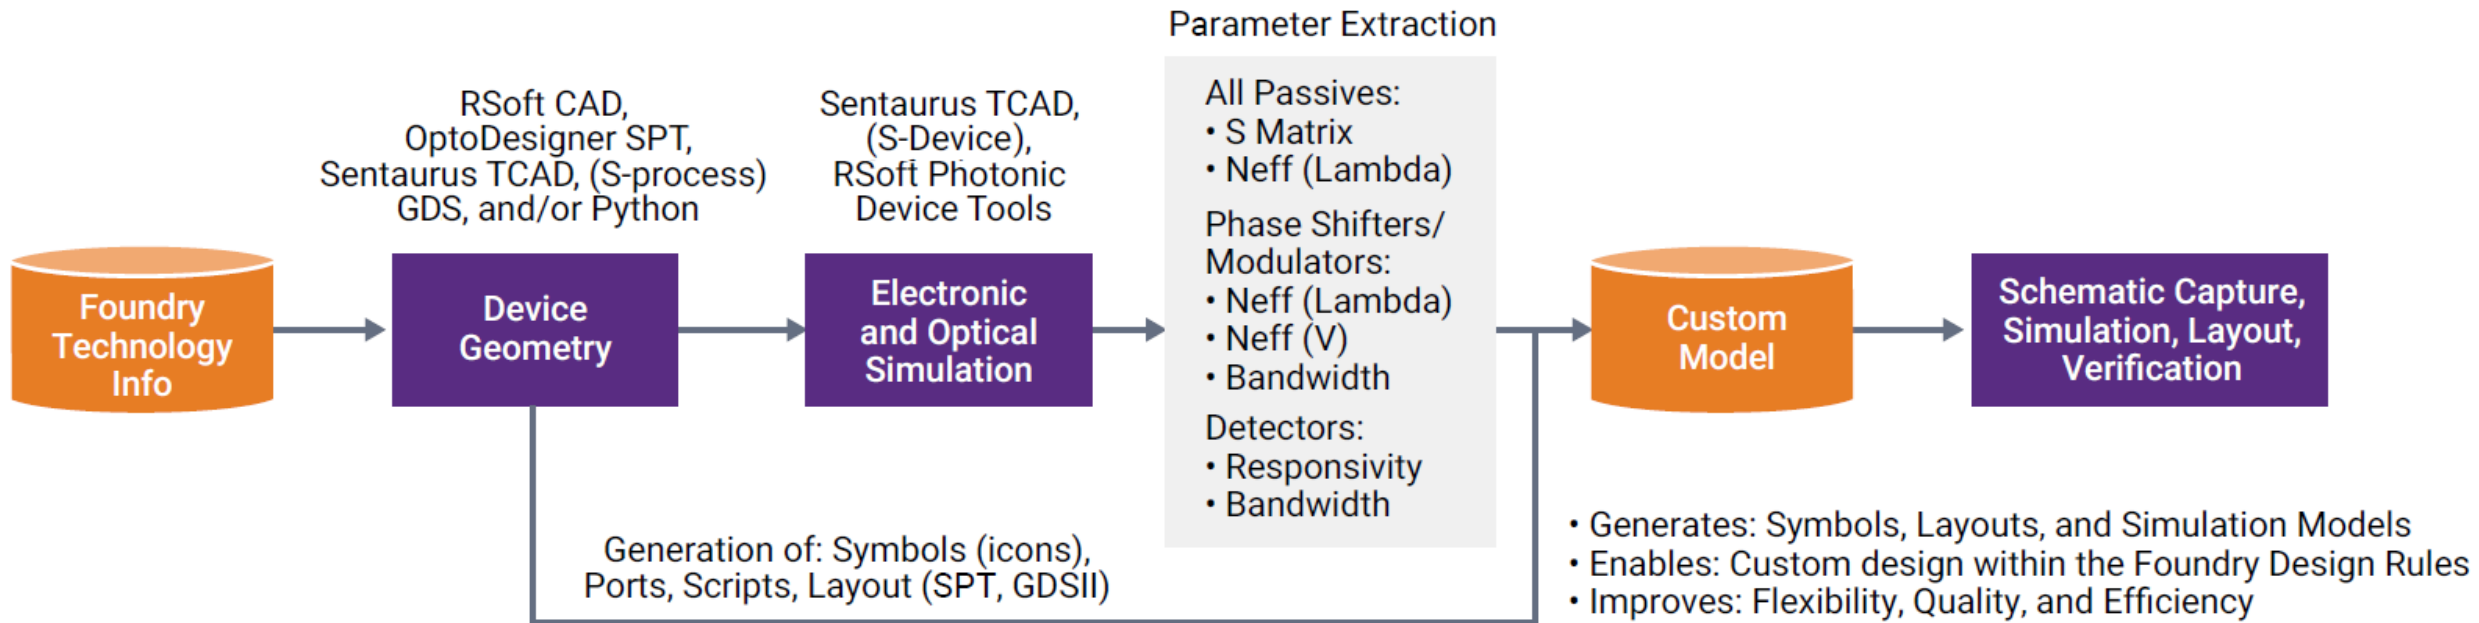 Parameter Extraction
RSoft CAD,
OptoDesigner SPT,
Sentaurus TCAD, (S-process)
GDS, and/or Python
Sentaurus TCAD,
(S-Device),
RSoft Photonic
Device Tools
All Passives:
• S Matrix
• Neff (Lambda)
Phase Shifters/
Modulators:
• Neff (Lambda)
• Neff (V)
• Bandwidth
Detectors:
• Responsivity
• Bandwidth
Foundry
Technology
Info
Device
Geometry
Electronic
and Optical
Simulation
Custom
Model
Schematic Capture,
Simulation, Layout,
Verification
Generation of: Symbols (icons),
Ports, Scripts, Layout (SPT, GDSII)
• Generates: Symbols, Layouts, and Simulation Models
• Enables: Custom design within the Foundry Design Rules
• Improves: Flexibility, Quality, and Efficiency